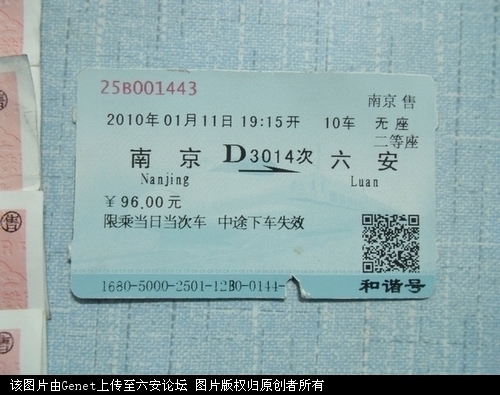 25B001443
南京 售
2010年01月11日 19:15开 10车 无座
二等座
南京 D3014次 六安
Nanjing Luan
￥96.00元
限乘当日当次车 中途下车失效
1680-5000-2501-12B0-0144-
和谐号
售
售
售
该图片由Genet上传至六安论坛 图片版权归原创者所有